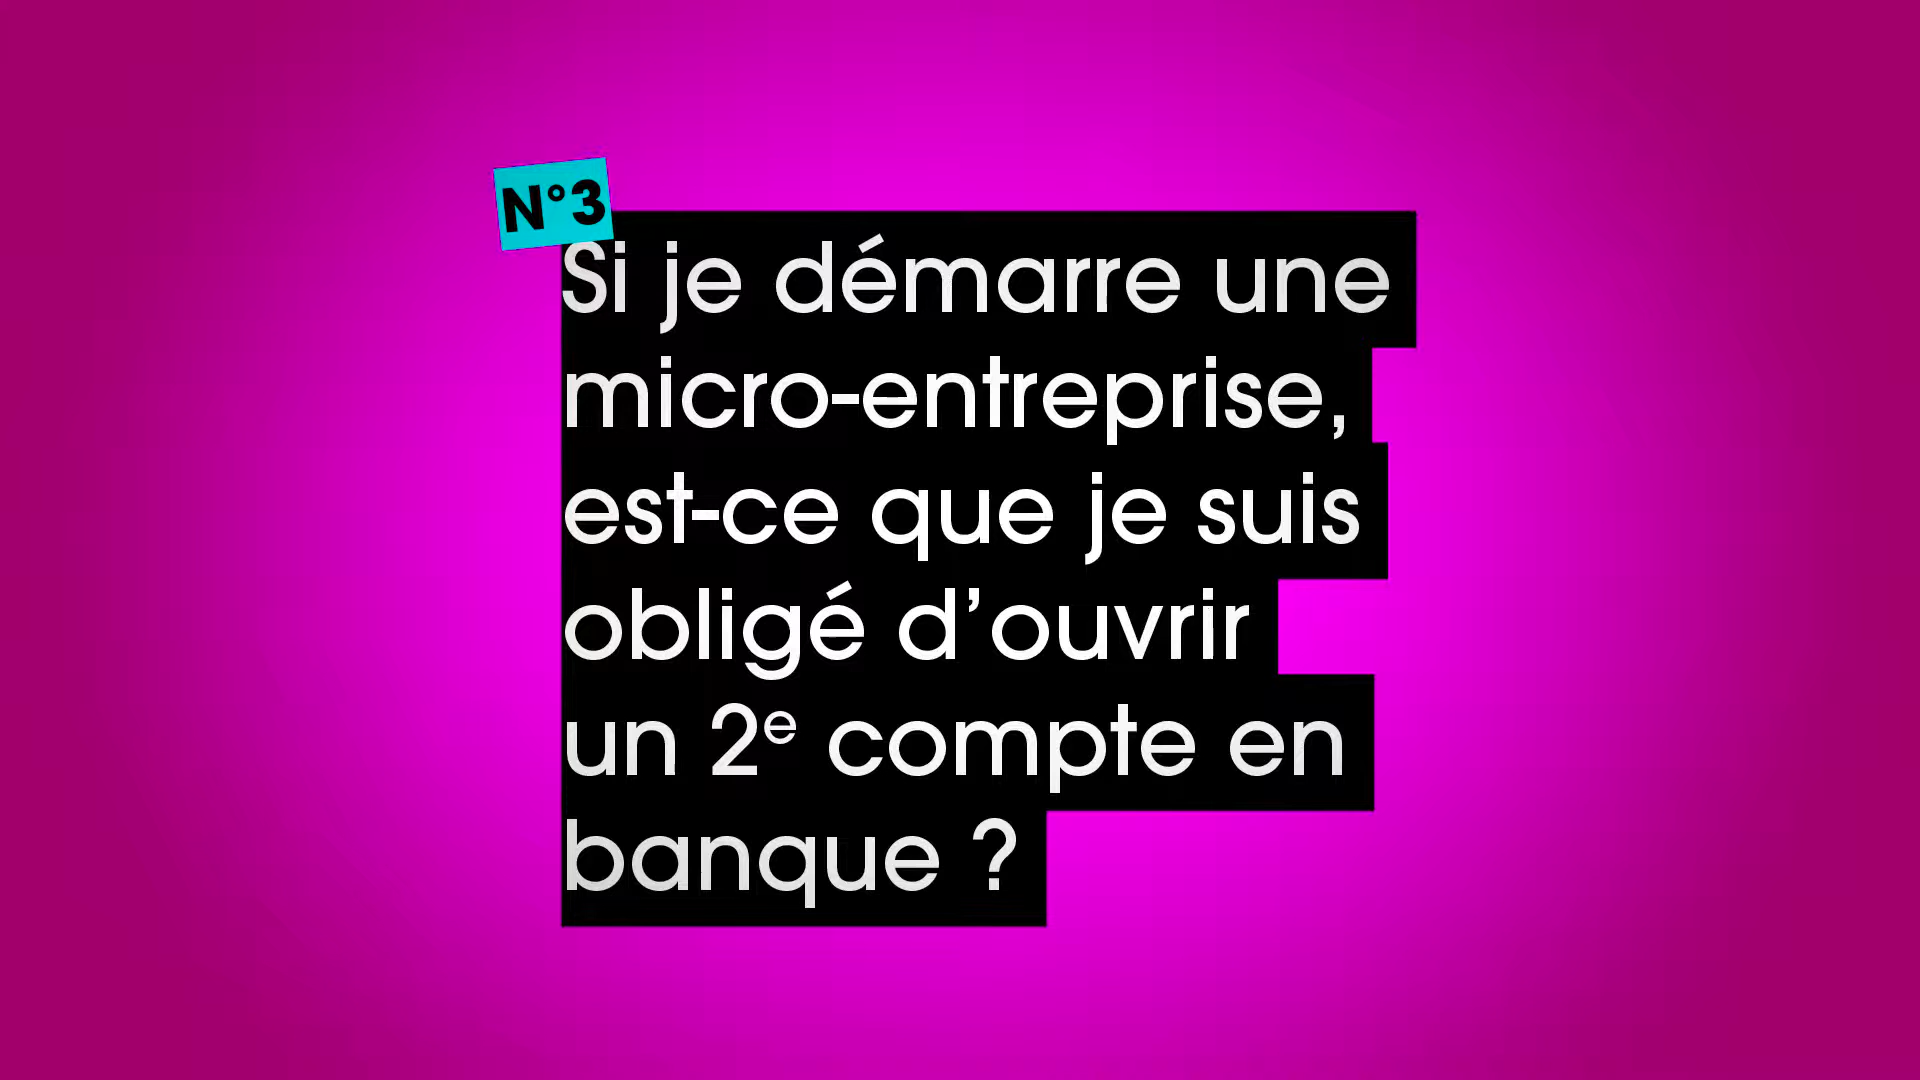 N°3
Si je démarre une
micro-entreprise,
est-ce que je suis
obligé d’ouvrir
un 2ᵉ compte en
banque ?